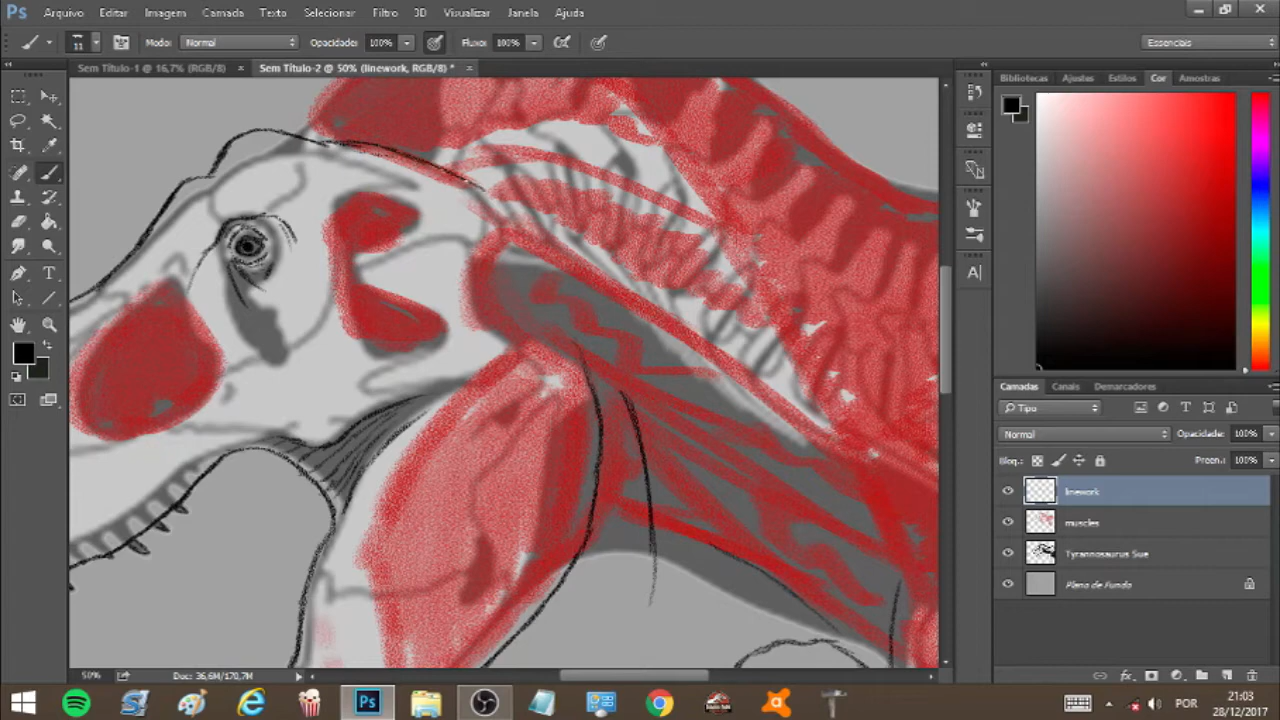 Ps Arquivo Editar Imagem Camada Texto Selecionar Filtro 3D Visualizar Janela Ajuda
11 Modo: Normal Opacidade: 100% Fluxo: 100% Essenciais
Sem Título-1 @ 16,7% (RGB/8) × Sem Título-2 @ 50% (linework, RGB/8) * ×
Bibliotecas Ajustes Estilos Cor Amostras
Camadas Canais Demarcadores
Tipo
Normal Opacidade: 100%
Bloq.: Preen.: 100%
linework
muscles
Tyrannosaurus Sue
Plano de Fundo
50% Doc: 36,6M/170,7M
Ps POR 21:03
28/12/2017